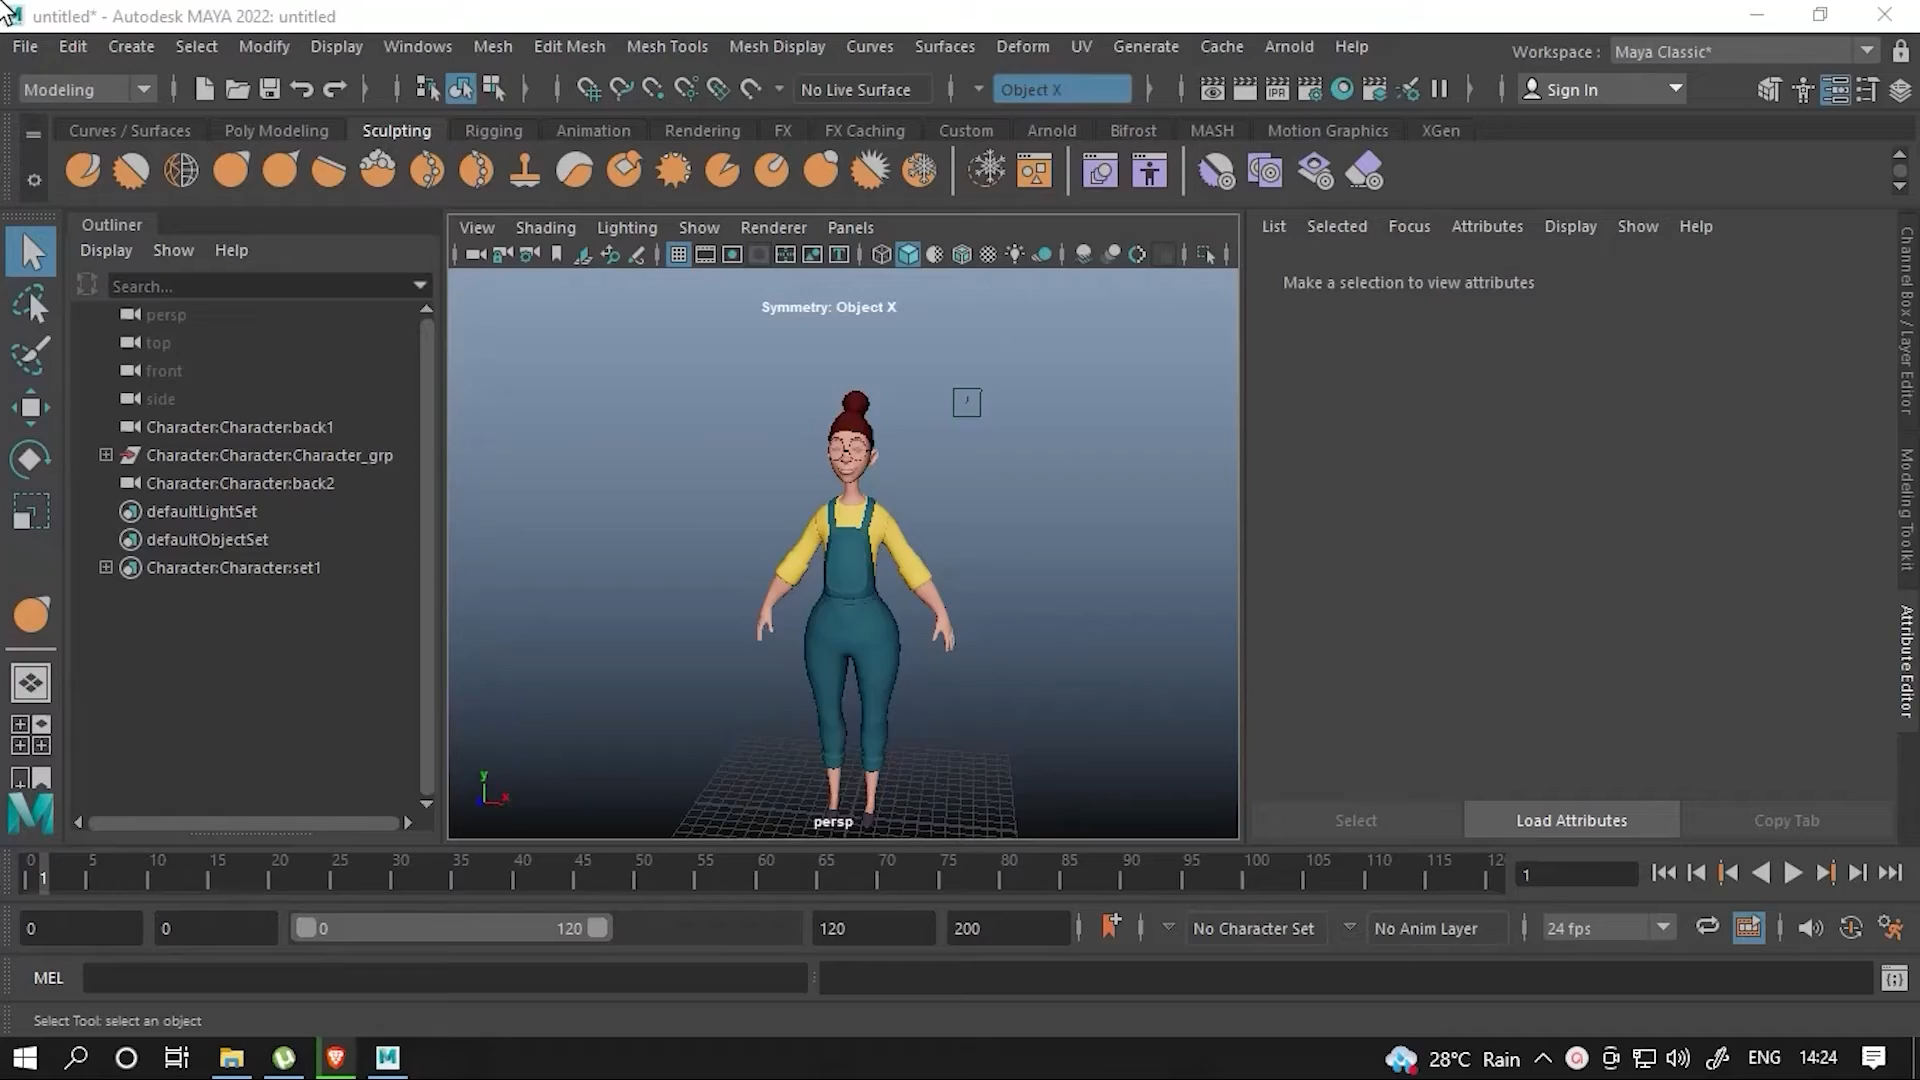 untitled* - Autodesk MAYA 2022: untitled
File Edit Create Select Modify Display Windows Mesh Edit Mesh Mesh Tools Mesh Display Curves Surfaces Deform UV Generate Cache Arnold Help Workspace : Maya Classic*
Modeling No Live Surface Object X Sign In
Curves / Surfaces Poly Modeling Sculpting Rigging Animation Rendering FX FX Caching Custom Arnold Bifrost MASH Motion Graphics XGen
Outliner
Display Show Help
Search...
persp
top
front
side
Character:Character:back1
Character:Character:Character_grp
Character:Character:back2
defaultLightSet
defaultObjectSet
Character:Character:set1
View Shading Lighting Show Renderer Panels
Symmetry: Object X
y
x
persp
List Selected Focus Attributes Display Show Help
Make a selection to view attributes
Select Load Attributes Copy Tab
Channel Box / Layer Editor
Modeling Toolkit
Attribute Editor
0 5 10 15 20 25 30 35 40 45 50 55 60 65 70 75 80 85 90 95 100 105 110 115 12
1 1
0 0 0 120 120 200 No Character Set No Anim Layer 24 fps
MEL
Select Tool: select an object
28°C Rain ENG 14:24